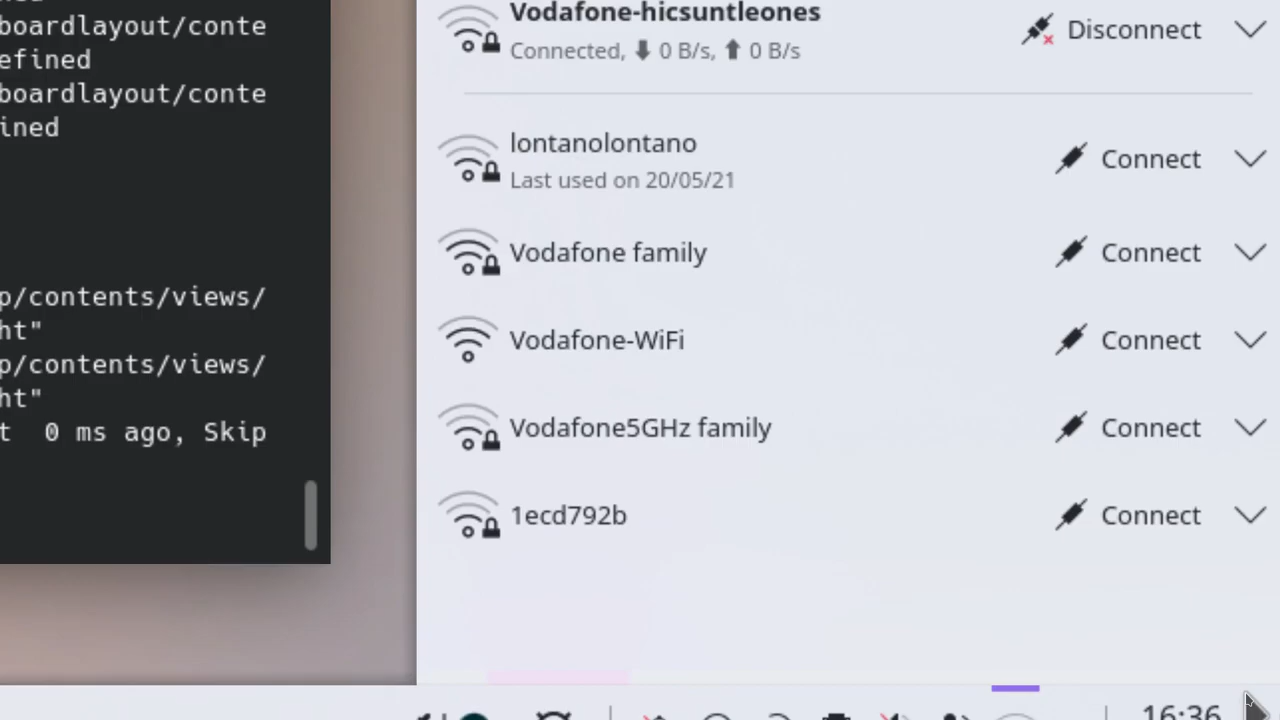 boardlayout/conte
efined
boardlayout/conte
ined
p/contents/views/
ht"
p/contents/views/
ht"
t 0 ms ago, Skip
Vodafone-hicsuntleones
Connected, ⬇ 0 B/s, ⬆ 0 B/s
Disconnect
lontanolontano
Last used on 20/05/21
Connect
Vodafone family
Connect
Vodafone-WiFi
Connect
Vodafone5GHz family
Connect
1ecd792b
Connect
16:36